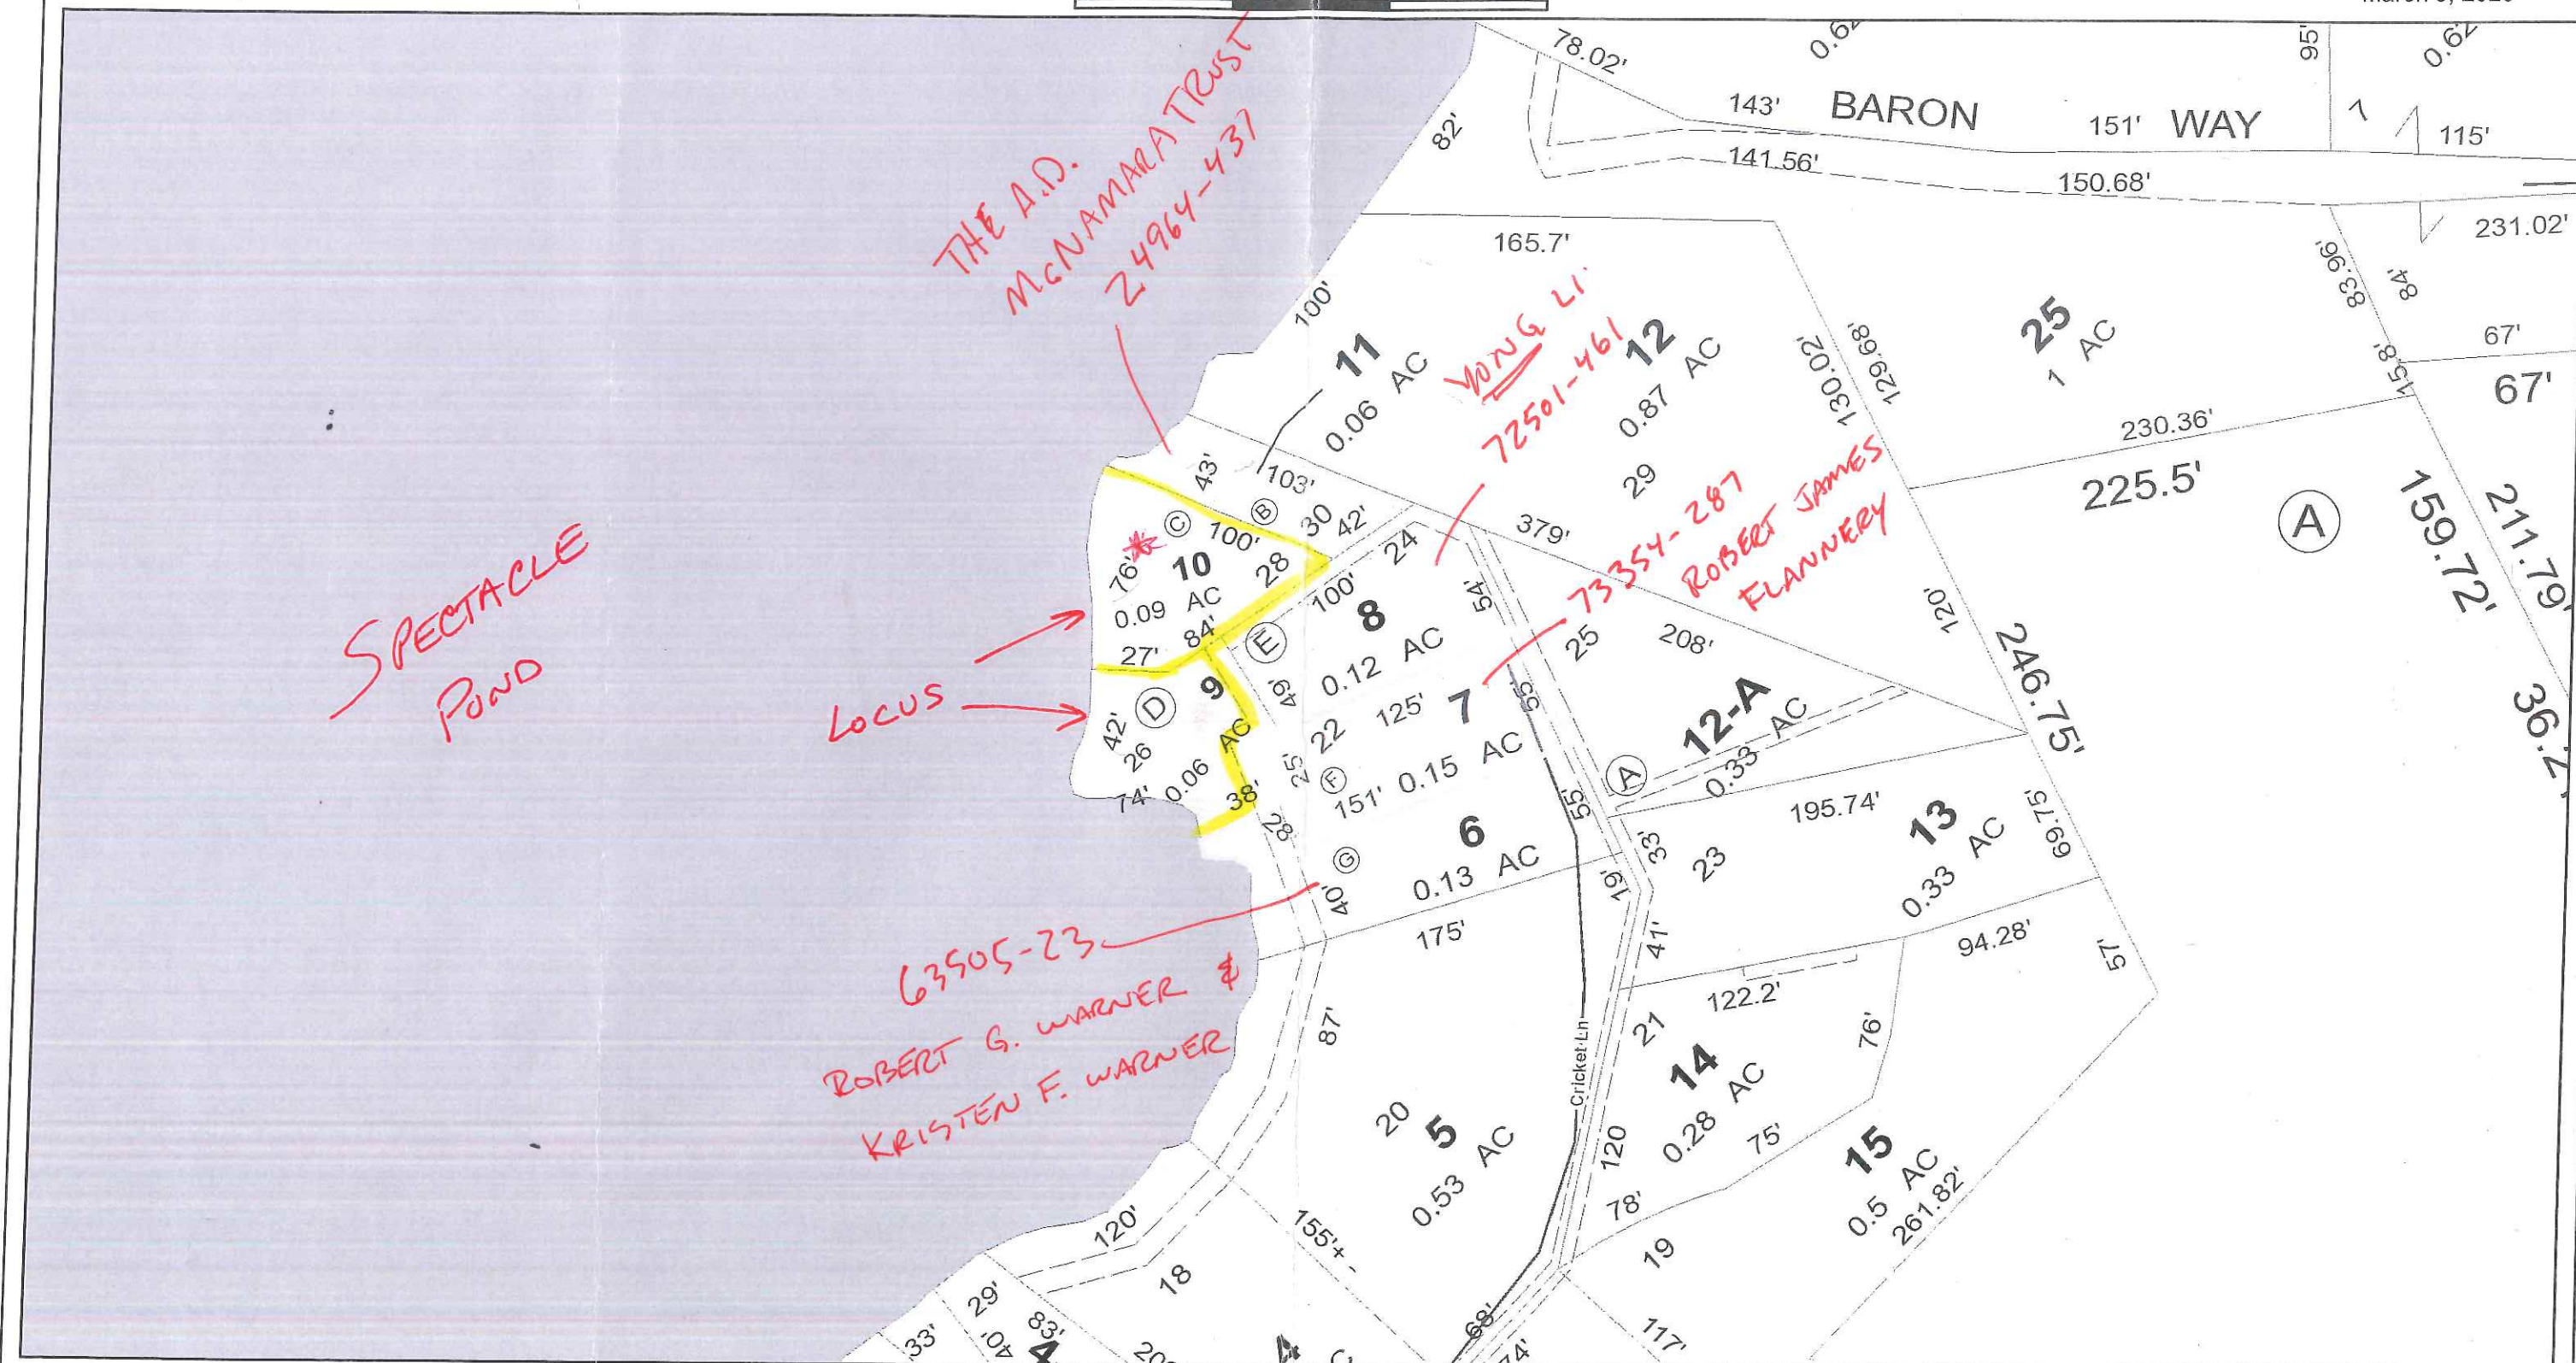 78.02'
95'
143' BARON 151' WAY 7 115'
82'
141.56'
150.68'
THE A.D.
McNAMARA TRUST
24964-437
165.7'
231.02'
83.96'
84'
100'
YONG LI
72501-461
12
0.87 AC
29
130.02'
129.68'
25
1 AC
67'
15.8'
67'
11
0.06 AC
230.36'
225.5'
A
159.72'
211.79'
43'
103'
B
30
42'
C
100'
28
*
76'
10
0.09 AC
84'
27'
24
379'
73354-287
ROBERT JAMES
FLANNERY
100'
8
0.12 AC
54'
E
49'
25
208'
120'
246.75'
SPECTACLE
POND
LOCUS
9
D
42'
26
0.06 AC
74'
38'
22
125'
7
0.15 AC
55'
25'
F
151'
12-A
0.33 AC
A
28'
6
0.13 AC
55'
G
40'
195.74'
13
0.33 AC
69.75'
33'
23
19'
63505-23
ROBERT G. WARNER &
KRISTEN F. WARNER
175'
41'
94.28'
57'
122.2'
87'
21
14
0.28 AC
76'
75'
Cricket Ln
20
5
0.53 AC
120
15
0.5 AC
261.82'
78'
19
120'
155'+-
18
29'
83'
40'
33'
68'
74'
117'
4